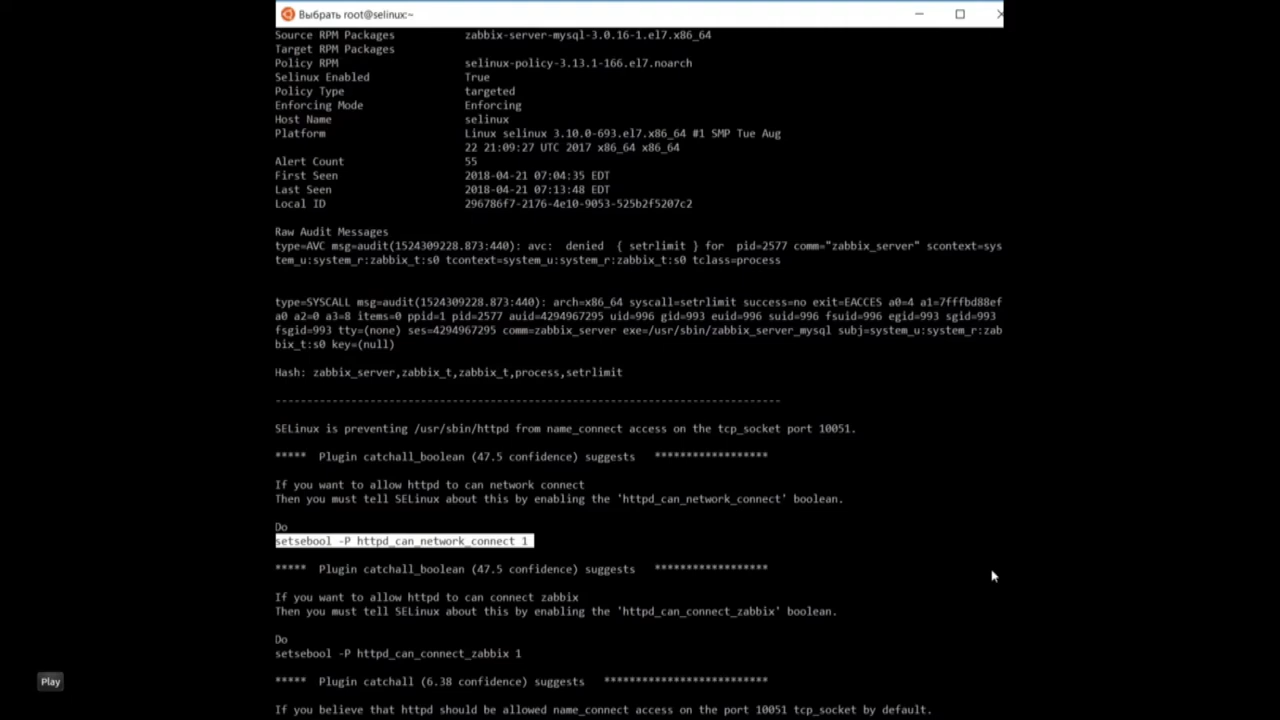 Выбрать root@selinux:~
Source RPM Packages zabbix-server-mysql-3.0.16-1.el7.x86_64
Target RPM Packages
Policy RPM selinux-policy-3.13.1-166.el7.noarch
Selinux Enabled True
Policy Type targeted
Enforcing Mode Enforcing
Host Name selinux
Platform Linux selinux 3.10.0-693.el7.x86_64 #1 SMP Tue Aug
22 21:09:27 UTC 2017 x86_64 x86_64
Alert Count 55
First Seen 2018-04-21 07:04:35 EDT
Last Seen 2018-04-21 07:13:48 EDT
Local ID 296786f7-2176-4e10-9053-525b2f5207c2
Raw Audit Messages
type=AVC msg=audit(1524309228.873:440): avc: denied { setrlimit } for pid=2577 comm="zabbix_server" scontext=sys
tem_u:system_r:zabbix_t:s0 tcontext=system_u:system_r:zabbix_t:s0 tclass=process
type=SYSCALL msg=audit(1524309228.873:440): arch=x86_64 syscall=setrlimit success=no exit=EACCES a0=4 a1=7fffbd88ef
a0 a2=0 a3=8 items=0 ppid=1 pid=2577 auid=4294967295 uid=996 gid=993 euid=996 suid=996 fsuid=996 egid=993 sgid=993
fsgid=993 tty=(none) ses=4294967295 comm=zabbix_server exe=/usr/sbin/zabbix_server_mysql subj=system_u:system_r:zab
bix_t:s0 key=(null)
Hash: zabbix_server,zabbix_t,zabbix_t,process,setrlimit
--------------------------------------------------------------------------------
SELinux is preventing /usr/sbin/httpd from name_connect access on the tcp_socket port 10051.
***** Plugin catchall_boolean (47.5 confidence) suggests ******************
If you want to allow httpd to can network connect
Then you must tell SELinux about this by enabling the 'httpd_can_network_connect' boolean.
Do
setsebool -P httpd_can_network_connect 1
***** Plugin catchall_boolean (47.5 confidence) suggests ******************
If you want to allow httpd to can connect zabbix
Then you must tell SELinux about this by enabling the 'httpd_can_connect_zabbix' boolean.
Do
setsebool -P httpd_can_connect_zabbix 1
***** Plugin catchall (6.38 confidence) suggests **************************
If you believe that httpd should be allowed name_connect access on the port 10051 tcp_socket by default.
Play